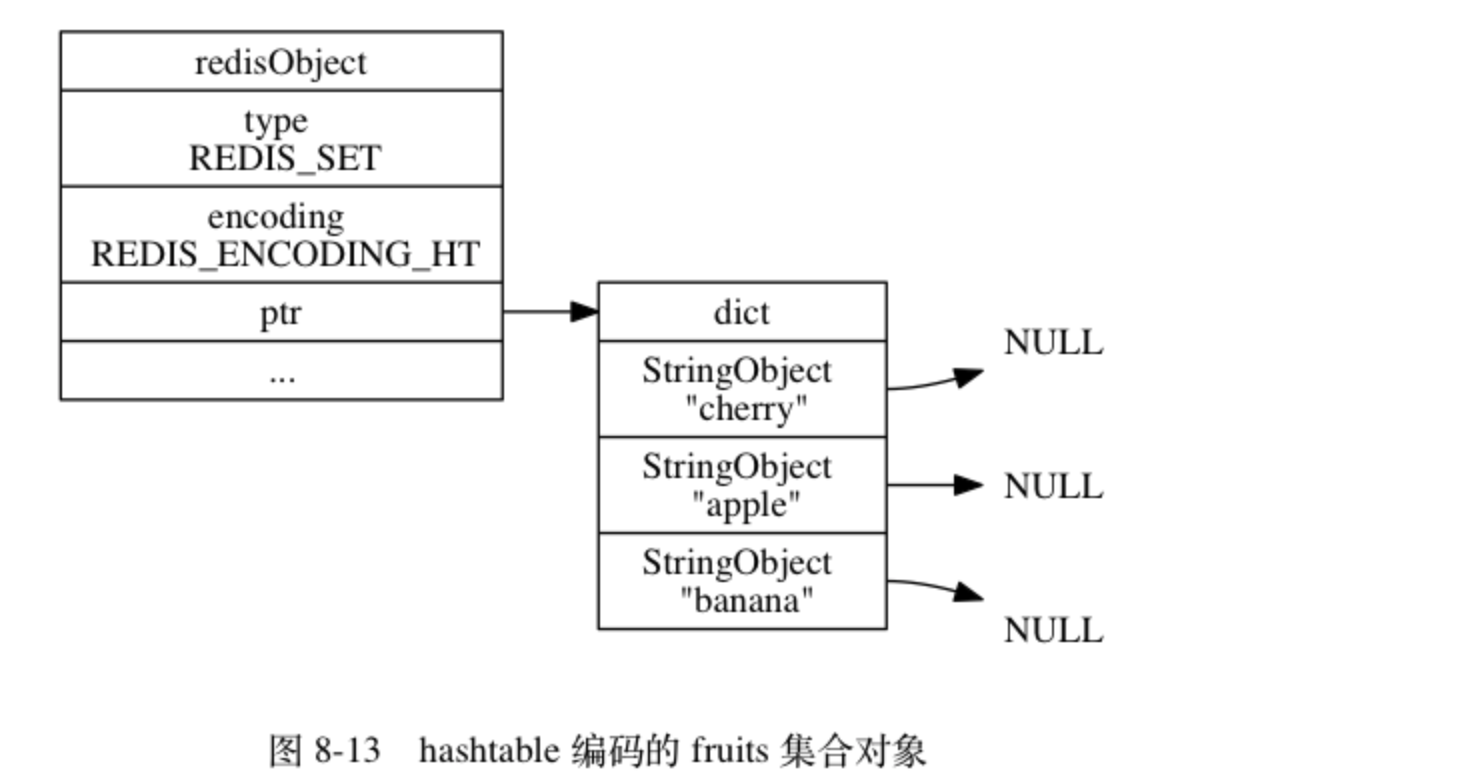 redisObject
type
REDIS_SET
encoding
REDIS_ENCODING_HT
ptr
...
dict
StringObject
"cherry"
NULL
StringObject
"apple"
NULL
StringObject
"banana"
NULL
图 8-13 hashtable 编码的 fruits 集合对象